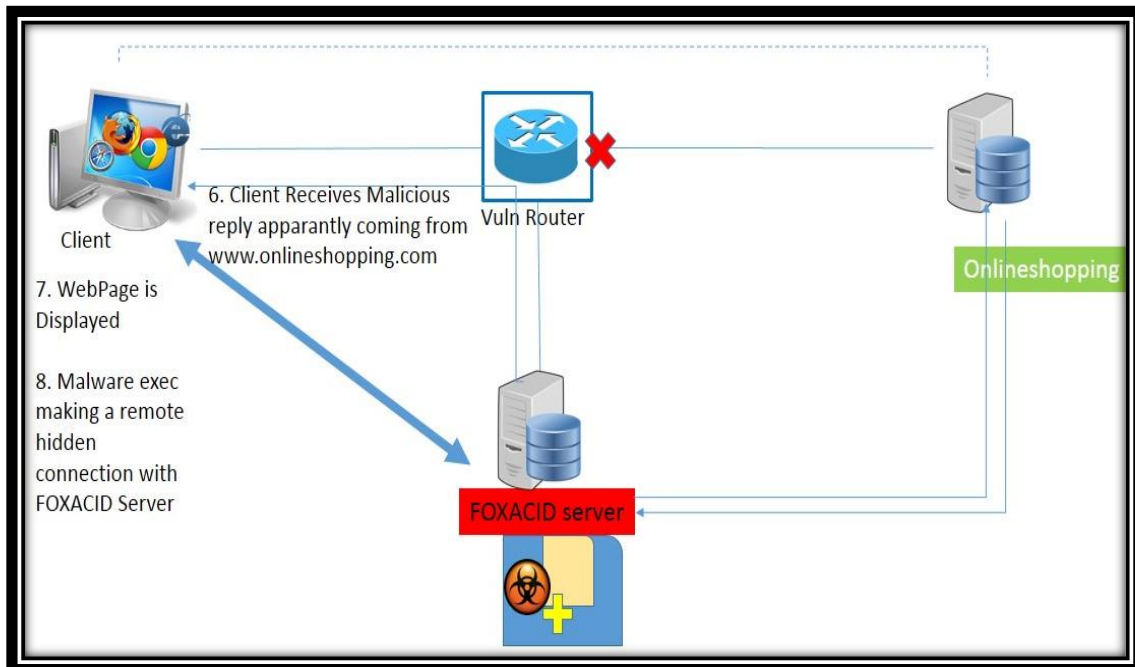 Client
6. Client Receives Malicious
reply apparantly coming from
www.onlineshopping.com
Vuln Router
Onlineshopping
7. WebPage is
Displayed
8. Malware exec
making a remote
hidden
connection with
FOXACID Server
FOXACID server